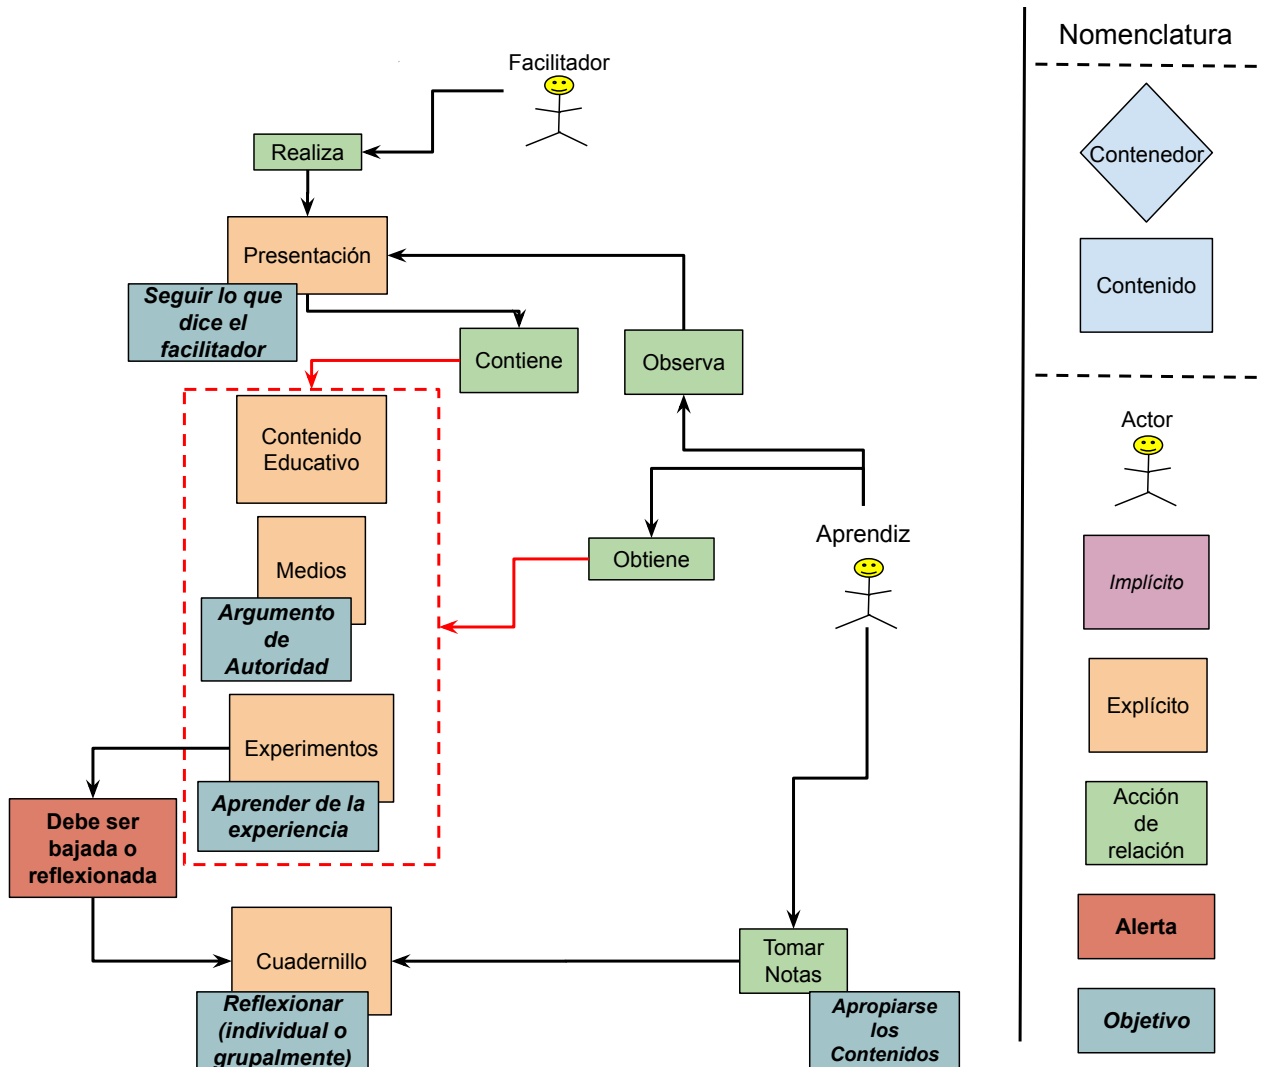 Facilitador
Realiza
Presentación
Seguir lo que
dice el
facilitador
Contiene
Observa
Contenido
Educativo
Medios
Argumento
de
Autoridad
Obtiene
Aprendiz
Experimentos
Aprender de la
experiencia
Debe ser
bajada o
reflexionada
Cuadernillo
Reflexionar
(individual o
grupalmente)
Tomar
Notas
Apropiarse
los
Contenidos
Nomenclatura
Contenedor
Contenido
Actor
Implícito
Explícito
Acción
de
relación
Alerta
Objetivo